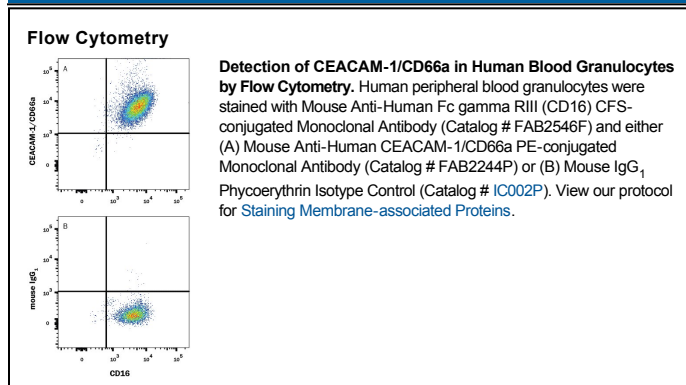 Flow Cytometry
A
10⁵
10⁴
10³
0
CEACAM-1/CD66a
0 10³ 10⁴ 10⁵
B
10⁵
10⁴
10³
0
mouse IgG₁
0 10³ 10⁴ 10⁵
CD16
Detection of CEACAM-1/CD66a in Human Blood Granulocytes
by Flow Cytometry. Human peripheral blood granulocytes were
stained with Mouse Anti-Human Fc gamma RIII (CD16) CFS-
conjugated Monoclonal Antibody (Catalog # FAB2546F) and either
(A) Mouse Anti-Human CEACAM-1/CD66a PE-conjugated
Monoclonal Antibody (Catalog # FAB2244P) or (B) Mouse IgG₁
Phycoerythrin Isotype Control (Catalog # IC002P). View our protocol
for Staining Membrane-associated Proteins.